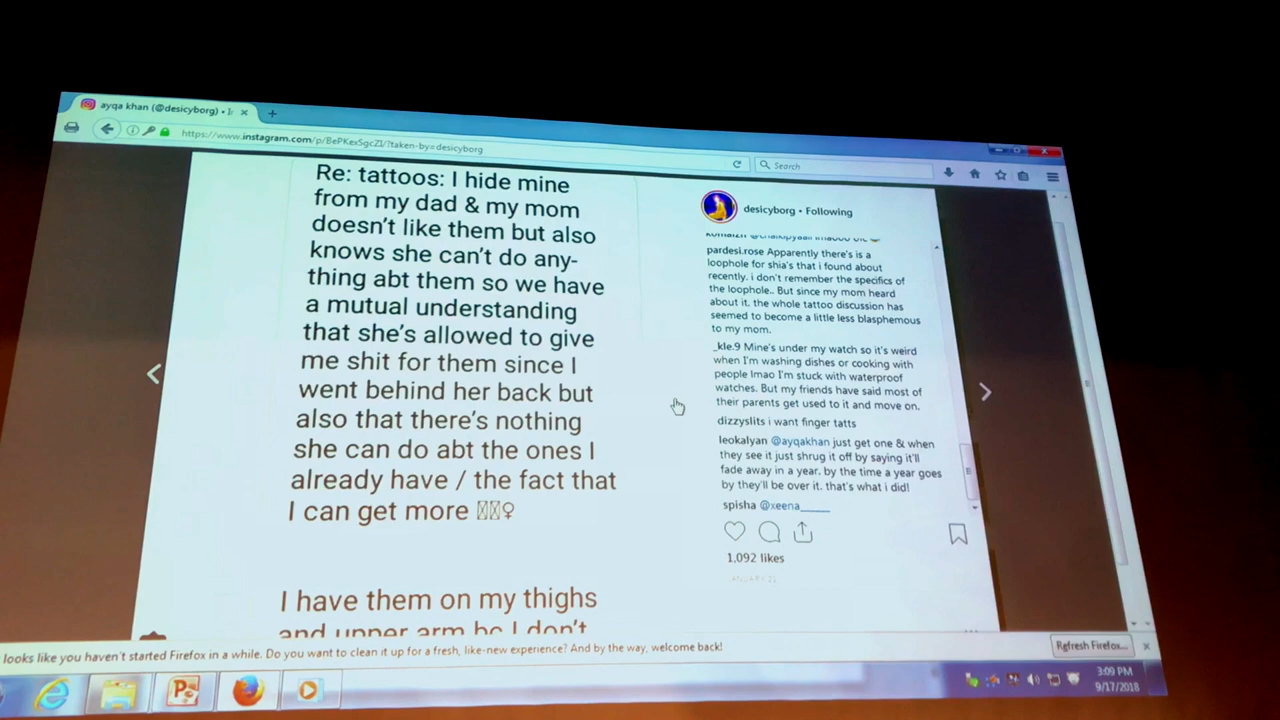 ayqa khan (@desicyborg) •
https://www.instagram.com/p/BePKexSgcZI/?taken-by=desicyborg
Search
Re: tattoos: I hide mine
from my dad & my mom
doesn't like them but also
knows she can't do any-
thing abt them so we have
a mutual understanding
that she's allowed to give
me shit for them since I
went behind her back but
also that there's nothing
she can do abt the ones I
already have / the fact that
I can get more ♀
I have them on my thighs
and upper arm bc I don't
desicyborg • Following
pardesi.rose Apparently there's is a
loophole for shia's that i found about
recently. i don't remember the specifics of
the loophole.. But since my mom heard
about it, the whole tattoo discussion has
seemed to become a little less blasphemous
to my mom.
_kle.9 Mine's under my watch so it's weird
when I'm washing dishes or cooking with
people lmao I'm stuck with waterproof
watches. But my friends have said most of
their parents get used to it and move on.
dizzyslits i want finger tatts
leokalyan @ayqakhan just get one & when
they see it just shrug it off by saying it'll
fade away in a year. by the time a year goes
by they'll be over it. that's what i did!
spisha @xeena_____
1,092 likes
JANUARY 21
looks like you haven't started Firefox in a while. Do you want to clean it up for a fresh, like-new experience? And by the way, welcome back!
Refresh Firefox...
3:09 PM
9/17/2018